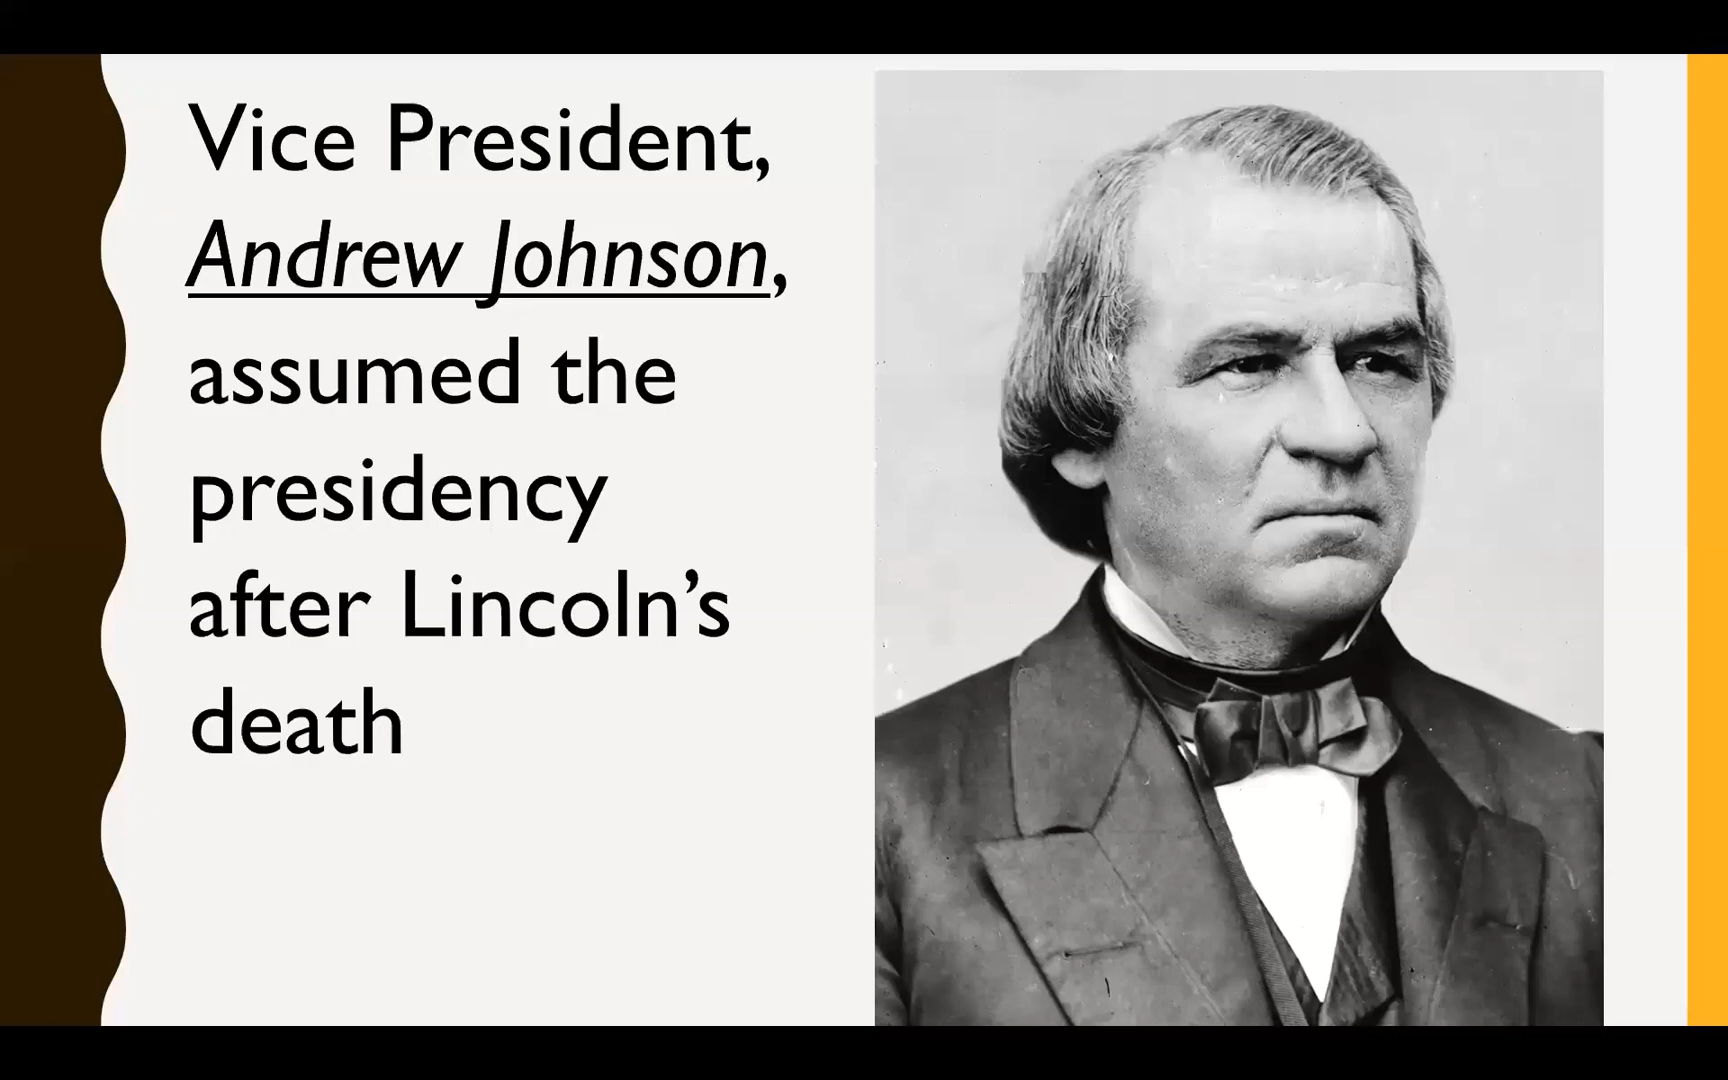 Vice President,
Andrew Johnson,
assumed the
presidency
after Lincoln’s
death